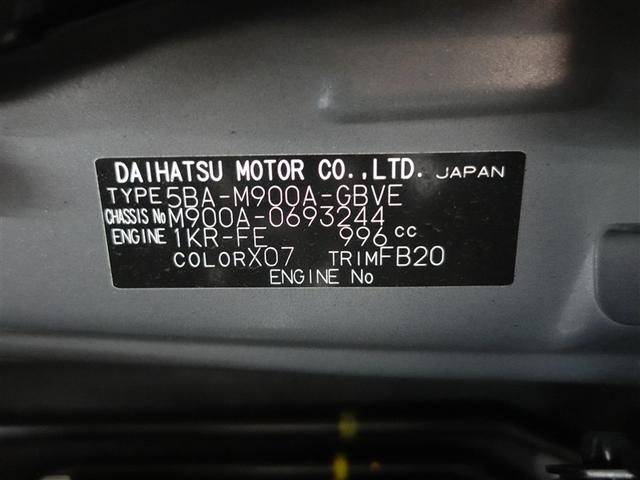 DAIHATSU MOTOR CO.,LTD. JAPAN
TYPE 5BA-M900A-GBVE
CHASSIS No M900A-0693244
ENGINE 1KR-FE 996 cc
COLOR X07 TRIM FB20
ENGINE No